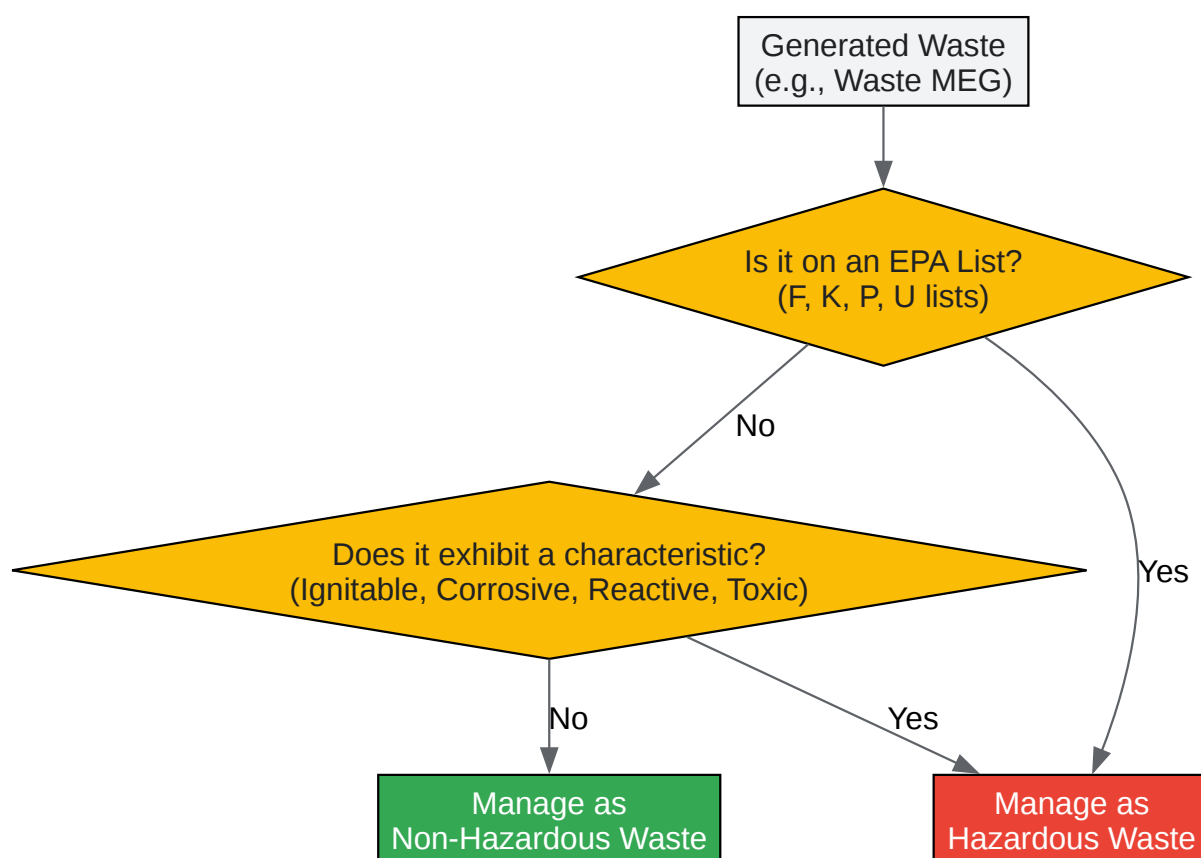 Generated Waste
(e.g., Waste MEG)
Is it on an EPA List?
(F, K, P, U lists)
No
Does it exhibit a characteristic?
(Ignitable, Corrosive, Reactive, Toxic)
Yes
No
Yes
Manage as
Non-Hazardous Waste
Manage as
Hazardous Waste